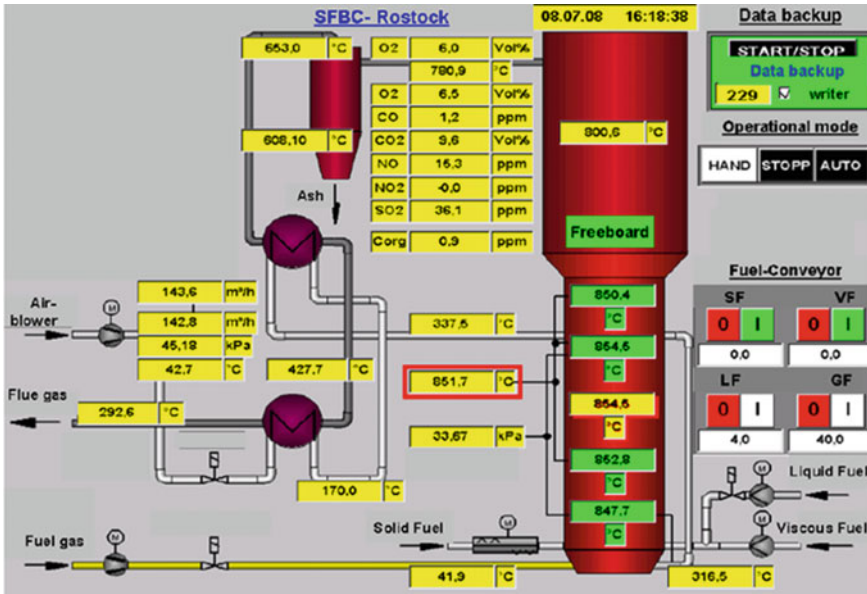 SFBC- Rostock
08.07.08 16:18:38
Data backup
653,0 °C
O2 6,0 Vol%
780,9 °C
START/STOP
Data backup
229 writer
O2 6,5 Vol%
CO 1,2 ppm
CO2 9,6 Vol%
NO 15,3 ppm
NO2 -0,0 ppm
SO2 36,1 ppm
Corg 0,9 ppm
608,10 °C
800,6 °C
Operational mode
HAND STOPP AUTO
Ash
Freeboard
Fuel-Conveyor
SF VF
0 I 0 I
0,0 0,0
LF GF
0 I 0 I
4,0 40,0
M
Air-
blower
143,6 m³/h
142,8 m³/h
45,18 kPa
42,7 °C
427,7 °C
337,5 °C
850,4
°C
854,5
°C
851,7 °C
854,5
°C
33,67 kPa
852,8
°C
847,7
°C
Flue gas
292,6 °C
170,0 °C
M
Liquid Fuel
Solid Fuel
M
M
Viscous Fuel
Fuel gas
M
41,9 °C
316,5 °C